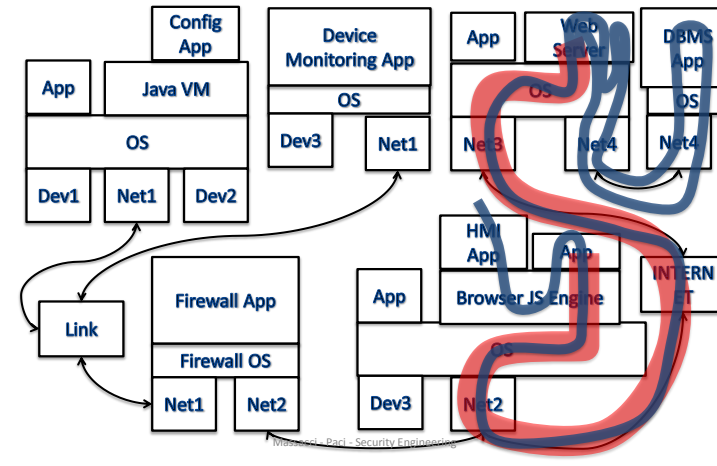 Config
App
Java VM
App
OS
Dev1
Net1
Dev2
Device
Monitoring App
OS
Dev3
Net1
App
Web
Server
OS
Net3
Net4
DBMS
App
OS
Net4
Link
Firewall App
Firewall OS
Net1
Net2
HMI
App
App
App
Browser JS Engine
OS
Dev3
Net2
INTERN
ET
Massacci - Paci - Security Engineering